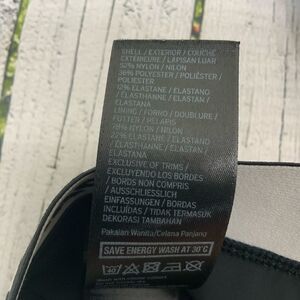 SHELL / EXTERIOR / COUCHE
EXTÉRIEURE / LAPISAN LUAR
52% NYLON / NILON
36% POLYESTER / POLIÉSTER /
POLIESTER
12% ELASTANE / ELASTANO
/ ÉLASTHANNE / ELASTAN /
ELASTANA
LINING / FORRO / DOUBLURE /
FUTTER / PELAPIS
78% NYLON / NILON
22% ELASTANE / ELASTANO
/ ÉLASTHANNE / ELASTAN /
ELASTANA
EXCLUSIVE OF TRIMS /
EXCLUYENDO LOS BORDES
/ BORDS NON COMPRIS
/ AUSSCHLIESSLICH
EINFASSUNGEN / BORDAS
INCLUÍDAS / TIDAK TERMASUK
DEKORASI TAMBAHAN
Pakaian Wanita/Celana Panjang
SAVE ENERGY WASH AT 30°C